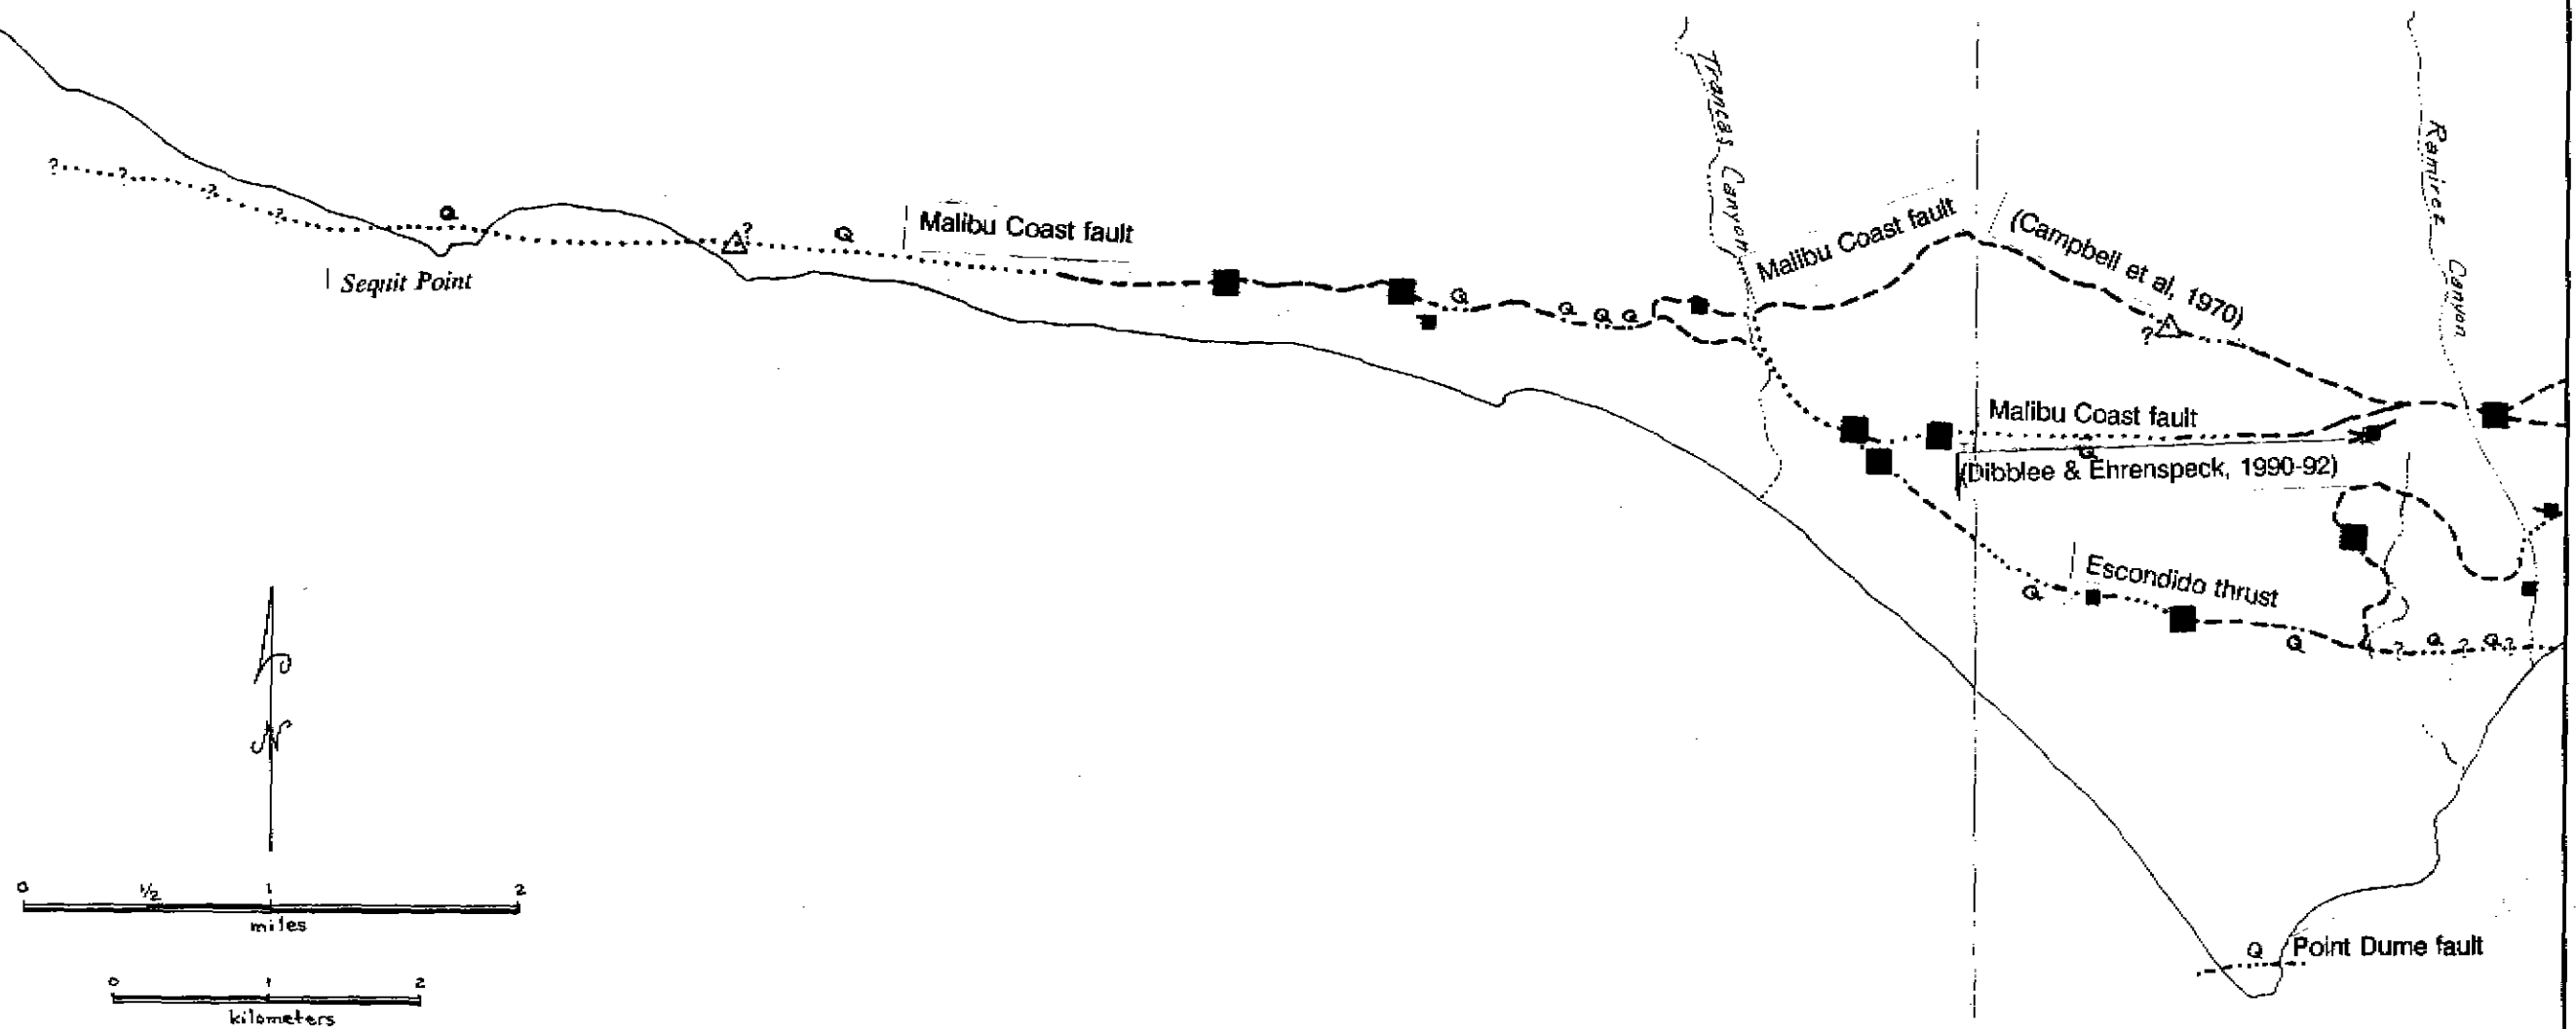 Trancas Canyon
Ramirez Canyon
? ? ? ?
Q
?
Q
Malibu Coast fault
Malibu Coast fault
(Campbell et al, 1970)
?
Sequit Point
Q
Q Q Q
Malibu Coast fault
Q
(Dibblee & Ehrenspeck, 1990-92)
Escondido thrust
Q
Q
? Q ? Q ?
N
0 1/2 1 2
miles
0 1 2
kilometers
Q
Point Dume fault